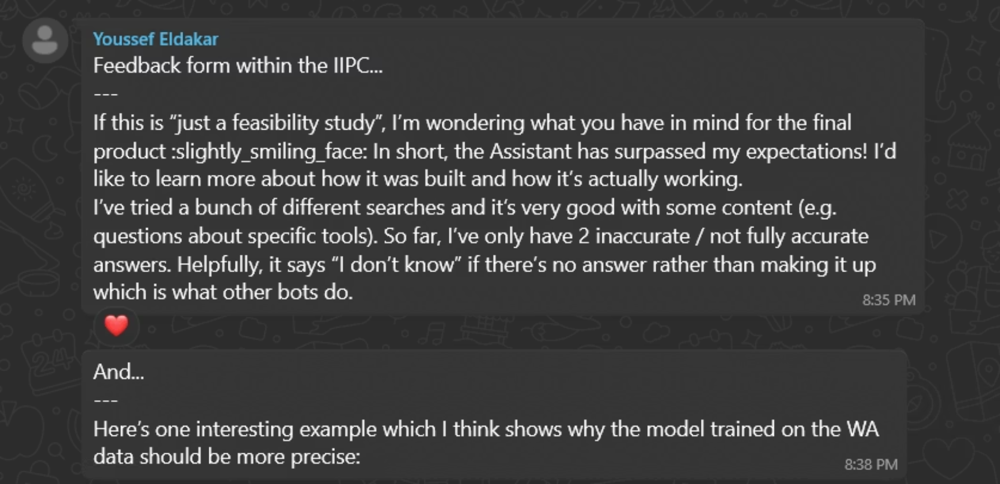 Youssef Eldakar
Feedback form within the IIPC...
---
If this is “just a feasibility study”, I’m wondering what you have in mind for the final
product :slightly_smiling_face: In short, the Assistant has surpassed my expectations! I’d
like to learn more about how it was built and how it’s actually working.
I’ve tried a bunch of different searches and it’s very good with some content (e.g.
questions about specific tools). So far, I’ve only have 2 inaccurate / not fully accurate
answers. Helpfully, it says “I don’t know” if there’s no answer rather than making it up
which is what other bots do.
8:35 PM
And...
---
Here’s one interesting example which I think shows why the model trained on the WA
data should be more precise:
8:38 PM